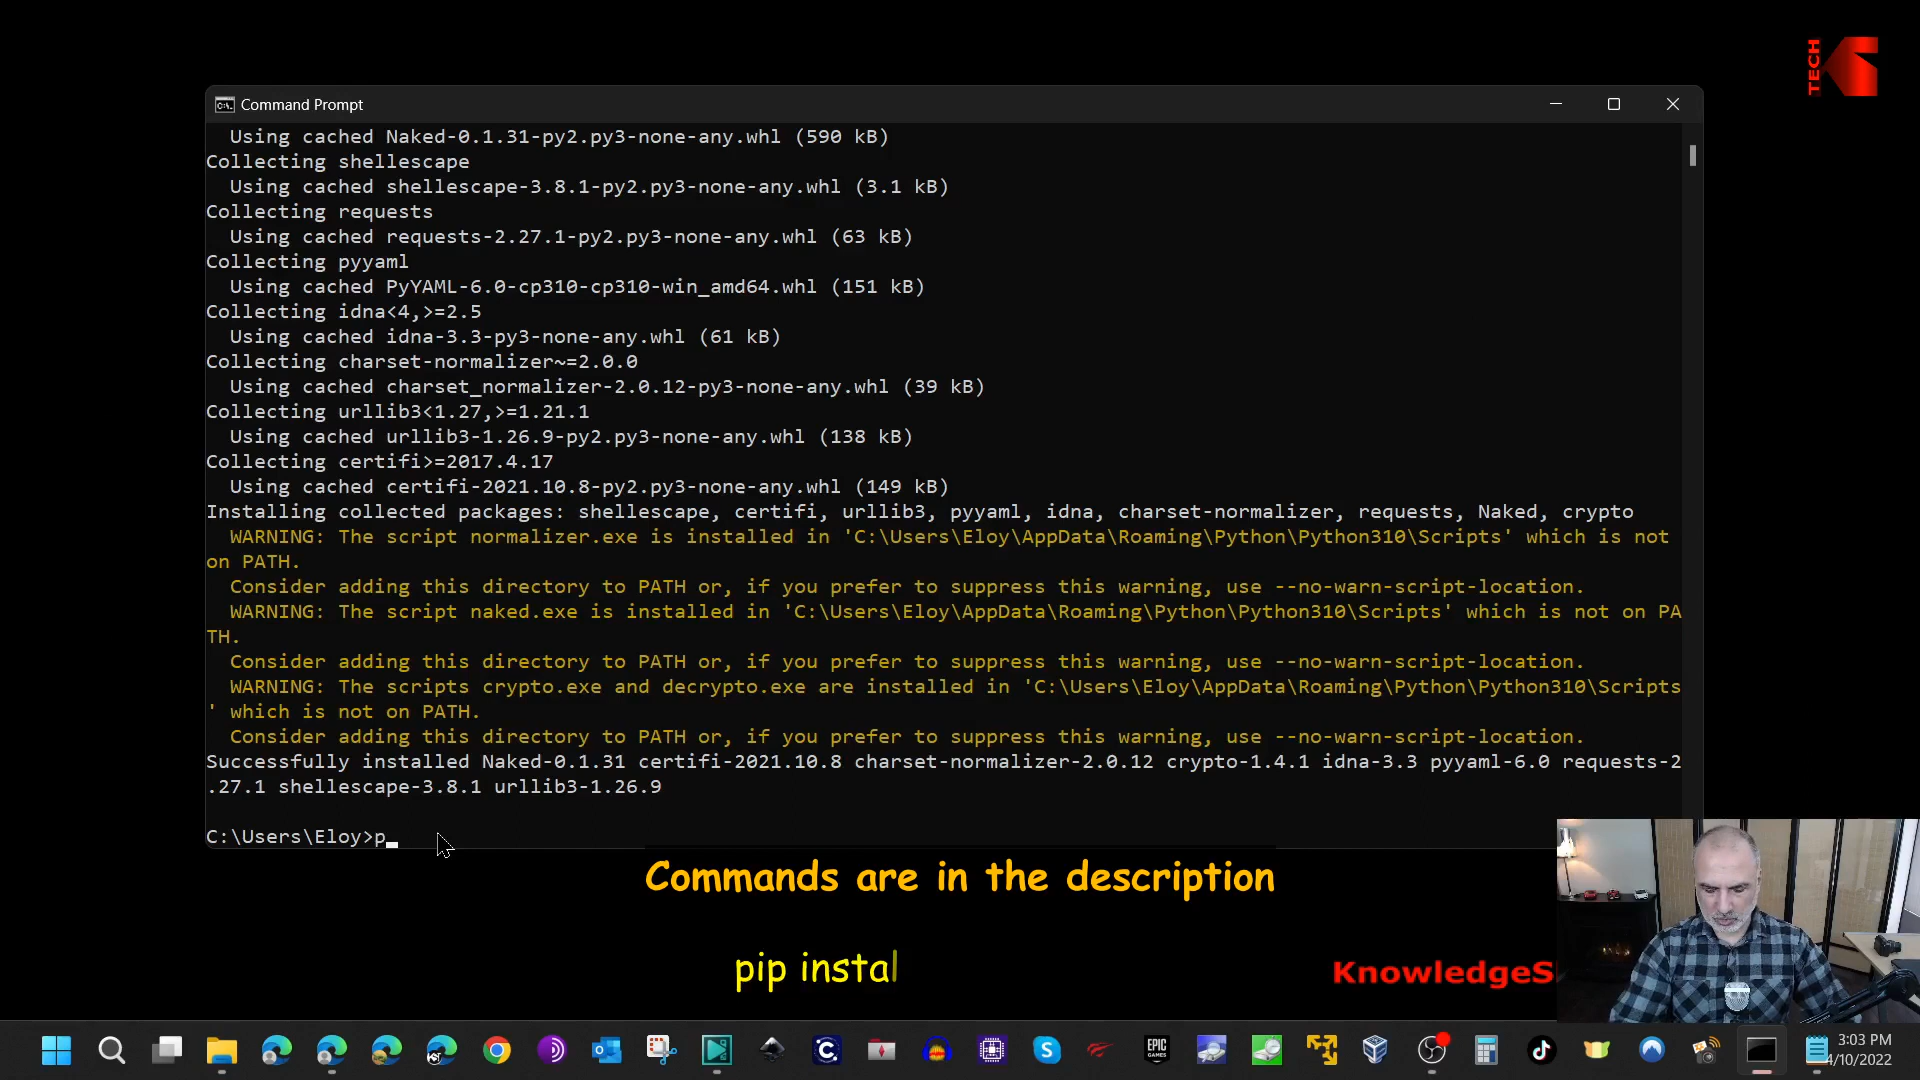 TECH
Command Prompt
Using cached Naked-0.1.31-py2.py3-none-any.whl (590 kB)
Collecting shellescape
Using cached shellescape-3.8.1-py2.py3-none-any.whl (3.1 kB)
Collecting requests
Using cached requests-2.27.1-py2.py3-none-any.whl (63 kB)
Collecting pyyaml
Using cached PyYAML-6.0-cp310-cp310-win_amd64.whl (151 kB)
Collecting idna<4,>=2.5
Using cached idna-3.3-py3-none-any.whl (61 kB)
Collecting charset-normalizer~=2.0.0
Using cached charset_normalizer-2.0.12-py3-none-any.whl (39 kB)
Collecting urllib3<1.27,>=1.21.1
Using cached urllib3-1.26.9-py2.py3-none-any.whl (138 kB)
Collecting certifi>=2017.4.17
Using cached certifi-2021.10.8-py2.py3-none-any.whl (149 kB)
Installing collected packages: shellescape, certifi, urllib3, pyyaml, idna, charset-normalizer, requests, Naked, crypto
WARNING: The script normalizer.exe is installed in 'C:\Users\Eloy\AppData\Roaming\Python\Python310\Scripts' which is not
on PATH.
Consider adding this directory to PATH or, if you prefer to suppress this warning, use --no-warn-script-location.
WARNING: The script naked.exe is installed in 'C:\Users\Eloy\AppData\Roaming\Python\Python310\Scripts' which is not on PA
TH.
Consider adding this directory to PATH or, if you prefer to suppress this warning, use --no-warn-script-location.
WARNING: The scripts crypto.exe and decrypto.exe are installed in 'C:\Users\Eloy\AppData\Roaming\Python\Python310\Scripts
' which is not on PATH.
Consider adding this directory to PATH or, if you prefer to suppress this warning, use --no-warn-script-location.
Successfully installed Naked-0.1.31 certifi-2021.10.8 charset-normalizer-2.0.12 crypto-1.4.1 idna-3.3 pyyaml-6.0 requests-2
.27.1 shellescape-3.8.1 urllib3-1.26.9
C:\Users\Eloy>p
Commands are in the description
pip instal
KnowledgeS
EPIC GAMES
3:03 PM
4/10/2022